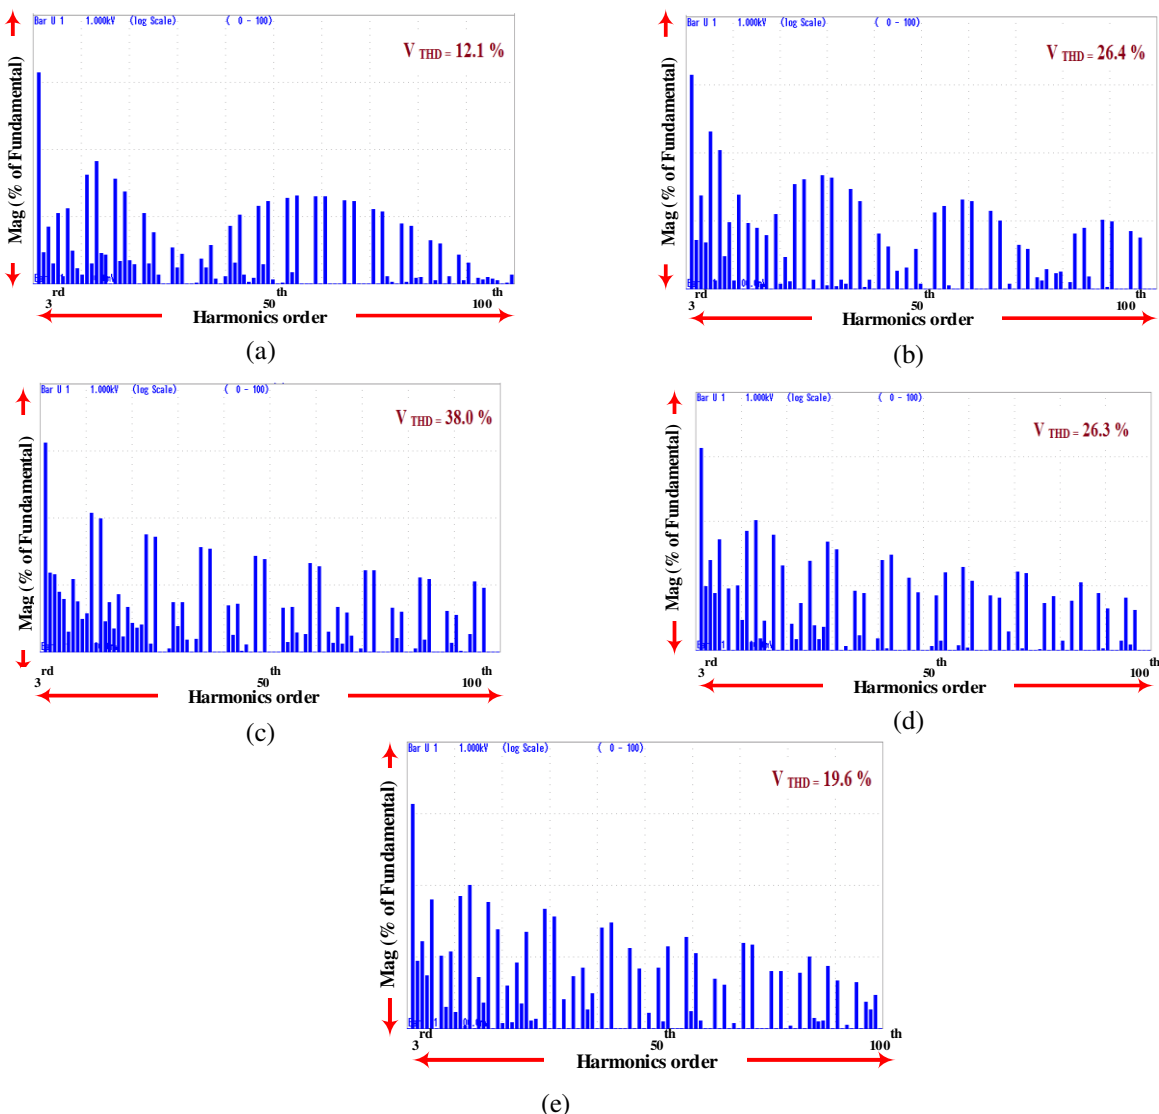 Bar U 1 1.000kV (log Scale) ( 0 - 100)
V THD = 12.1 %
Mag (% of Fundamental)
3rd 50th 100th
Harmonics order
(a)
Bar U 1 1.000kV (log Scale) ( 0 - 100)
V THD = 26.4 %
Mag (% of Fundamental)
3rd 50th 100th
Harmonics order
(b)
Bar U 1 1.000kV (log Scale) ( 0 - 100)
V THD = 38.0 %
Mag (% of Fundamental)
3rd 50th 100th
Harmonics order
(c)
Bar U 1 1.000kV (log Scale) ( 0 - 100)
V THD = 26.3 %
Mag (% of Fundamental)
3rd 50th 100th
Harmonics order
(d)
Bar U 1 1.000kV (log Scale) ( 0 - 100)
V THD = 19.6 %
Mag (% of Fundamental)
3rd 50th 100th
Harmonics order
(e)